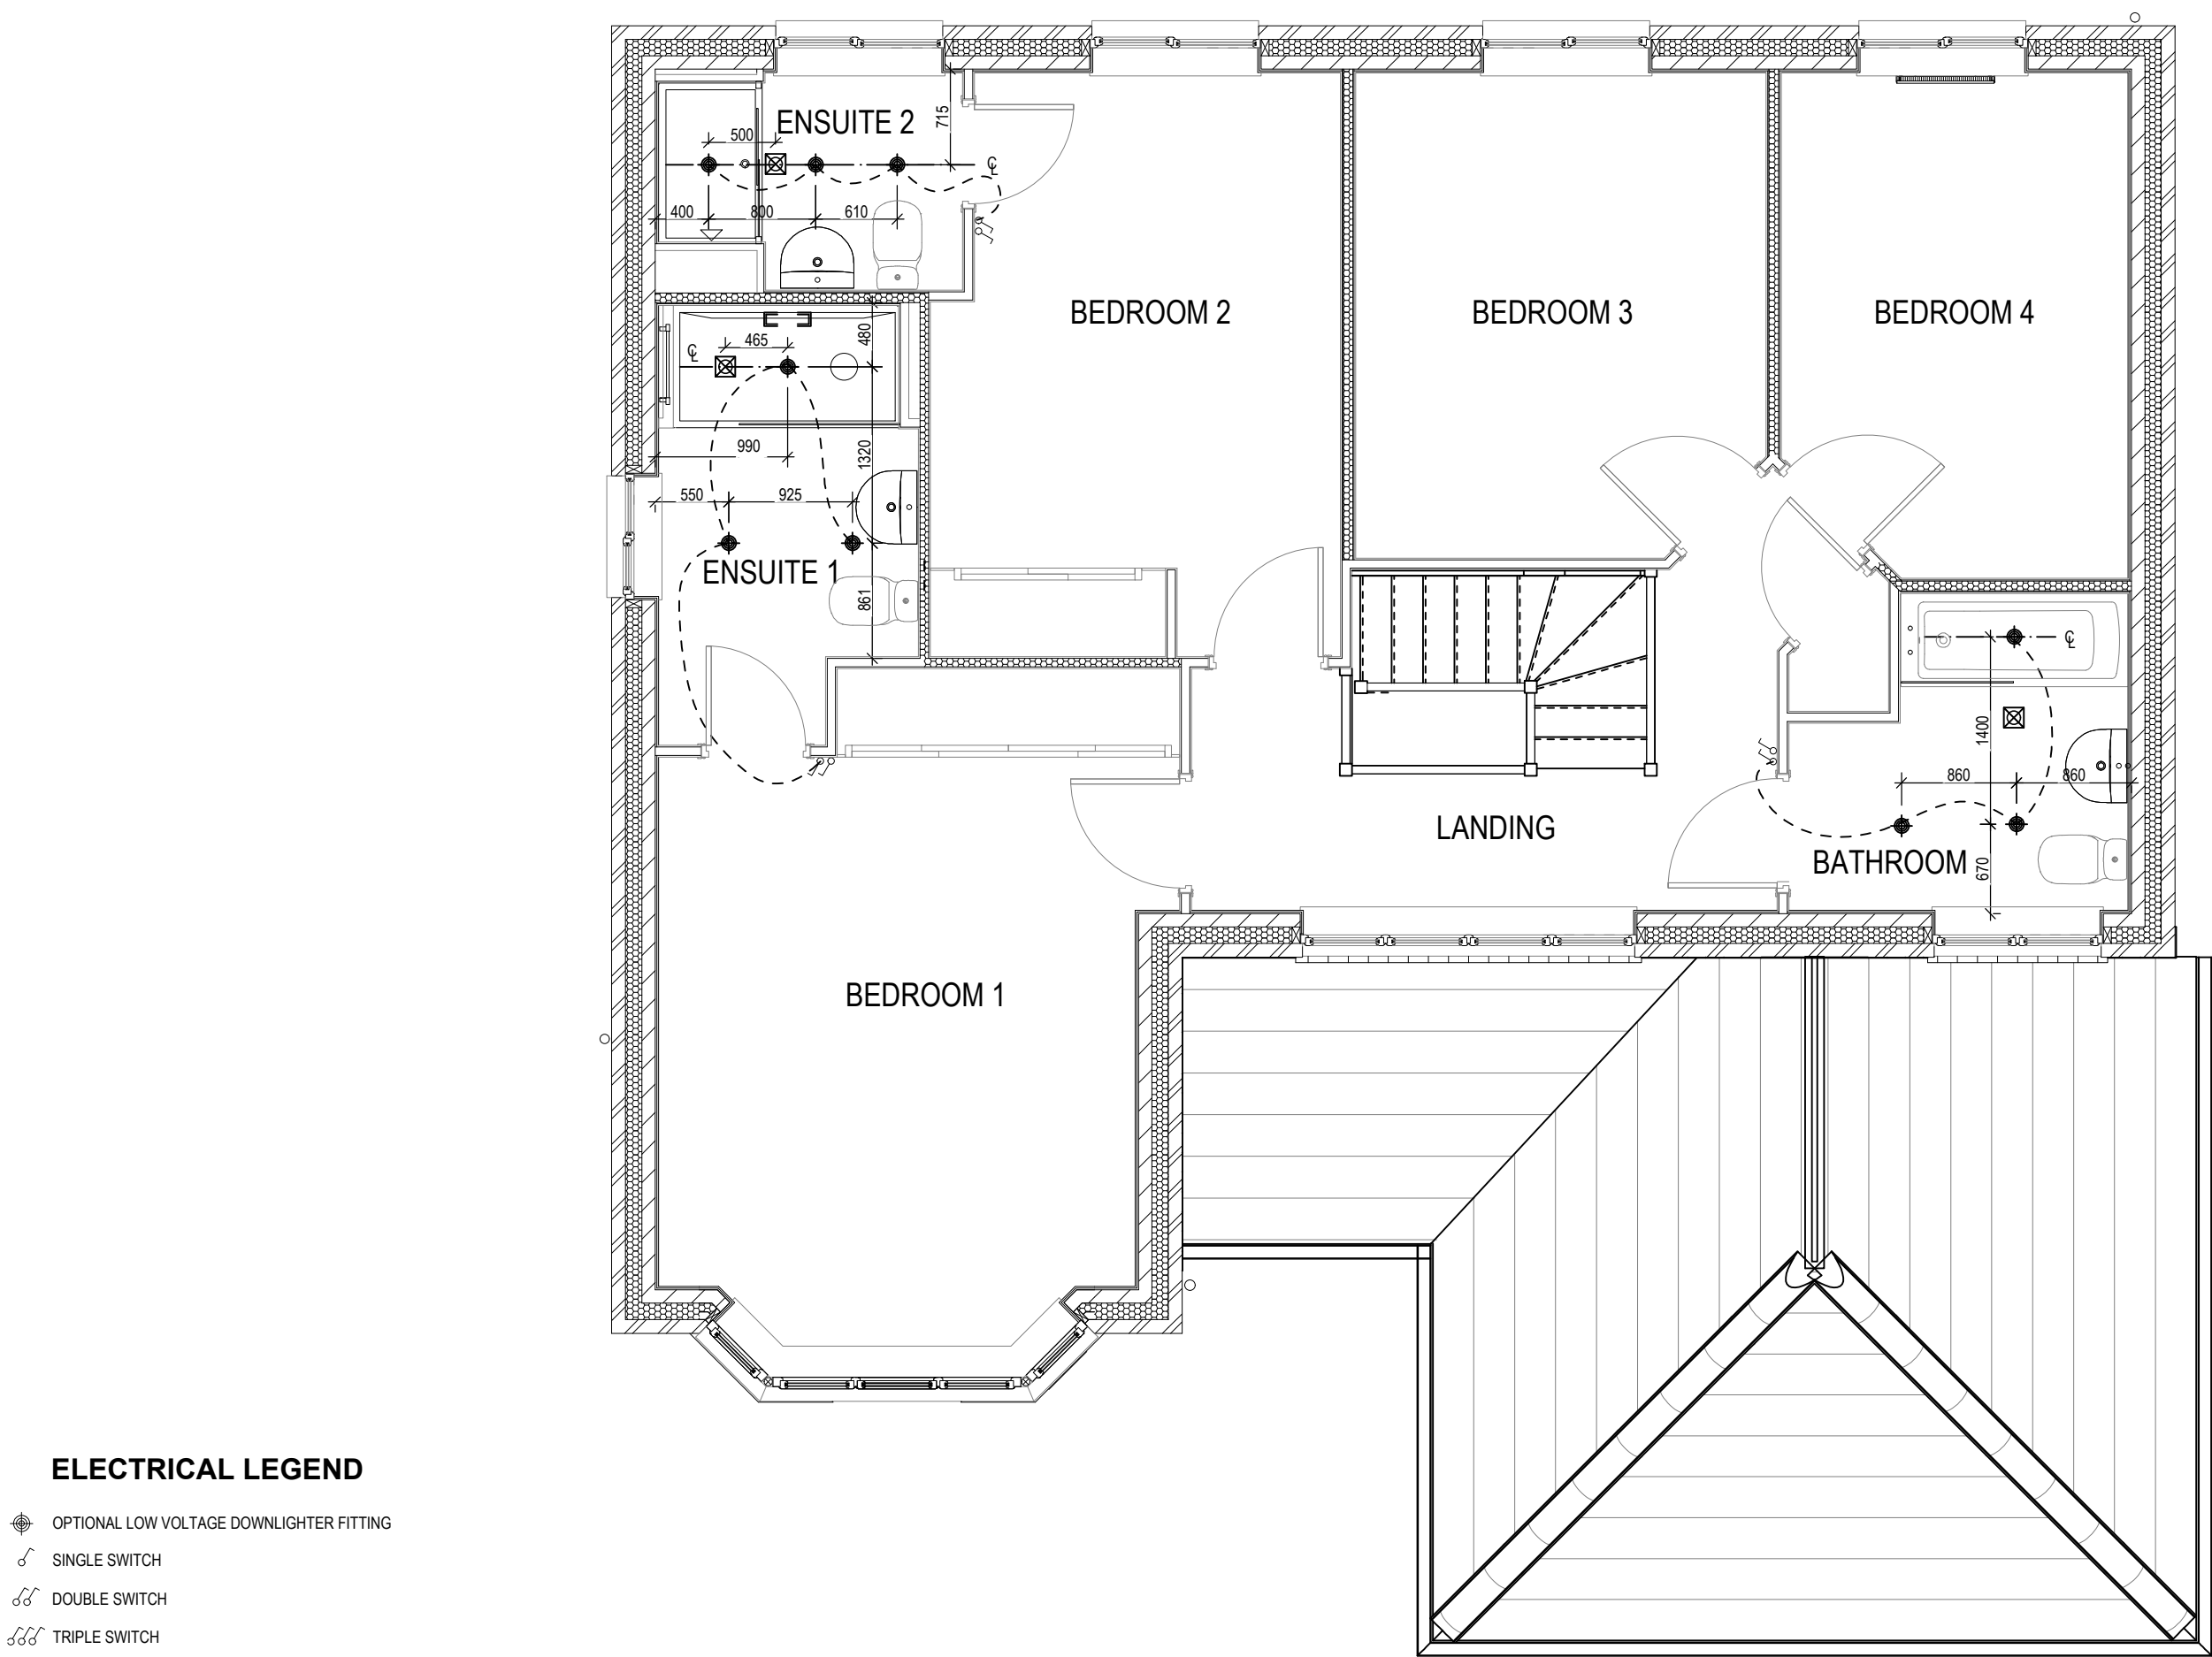 ENSUITE 2
715
500
℄
400
800
610
BEDROOM 2
BEDROOM 3
BEDROOM 4
480
465
℄
990
1320
550
925
ENSUITE 1
861
℄
1400
860
860
LANDING
BATHROOM
670
BEDROOM 1
ELECTRICAL LEGEND
OPTIONAL LOW VOLTAGE DOWNLIGHTER FITTING
SINGLE SWITCH
DOUBLE SWITCH
TRIPLE SWITCH